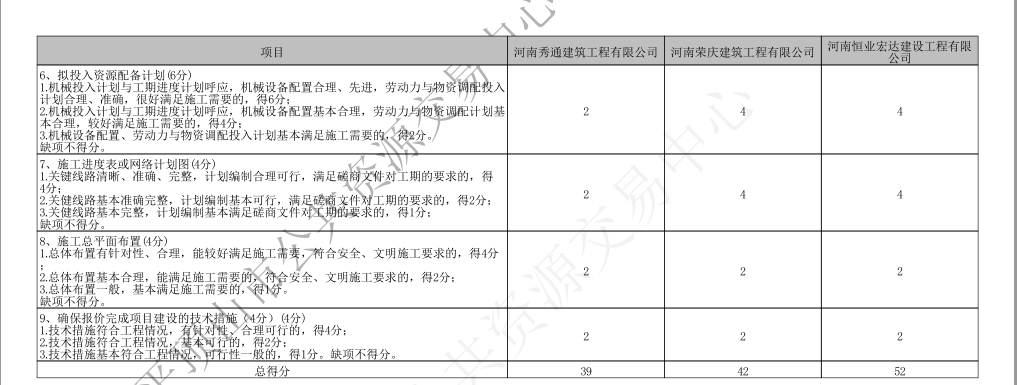 项目 河南秀通建筑工程有限公司 河南荣庆建筑工程有限公司 河南恒业宏达建设工程有限
公司
6、拟投入资源配备计划(6分)
1.机械投入计划与工期进度计划呼应，机械设备配置合理、先进，劳动力与物资调配投入
计划合理、准确，很好满足施工需要的，得6分；
2.机械投入计划与工期进度计划呼应，机械设备配置基本合理，劳动力与物资调配计划基
本合理，较好满足施工需要的，得4分；
3.机械设备配置、劳动力与物资调配投入计划基本满足施工需要的，得2分。
缺项不得分。
2 4 4
7、施工进度表或网络计划图(4分)
1.关键线路清晰、准确、完整，计划编制合理可行，满足磋商文件对工期的要求的，得
4分；
2.关健线路基本准确完整，计划编制基本可行，满足磋商文件对工期的要求的，得2分；
3.关健线路基本完整，计划编制基本满足磋商文件对工期的要求的，得1分；
缺项不得分。
2 4 4
8、施工总平面布置(4分)
1.总体布置有针对性、合理，能较好满足施工需要，符合安全、文明施工要求的，得4分
；
2.总体布置基本合理，能满足施工需要的，符合安全、文明施工要求的，得2分；
3.总体布置一般，基本满足施工需要的，得1分。
缺项不得分。
2 2 2
9、确保报价完成项目建设的技术措施（4分）(4分)
1.技术措施符合工程情况，有针对性、合理可行的，得4分；
2.技术措施符合工程情况，基本可行的，得2分；
3.技术措施基本符合工程情况，可行性一般的，得1分。缺项不得分。
2 2 2
总得分 39 42 52
平顶山市公共资源交易中心
公共资源交易中心